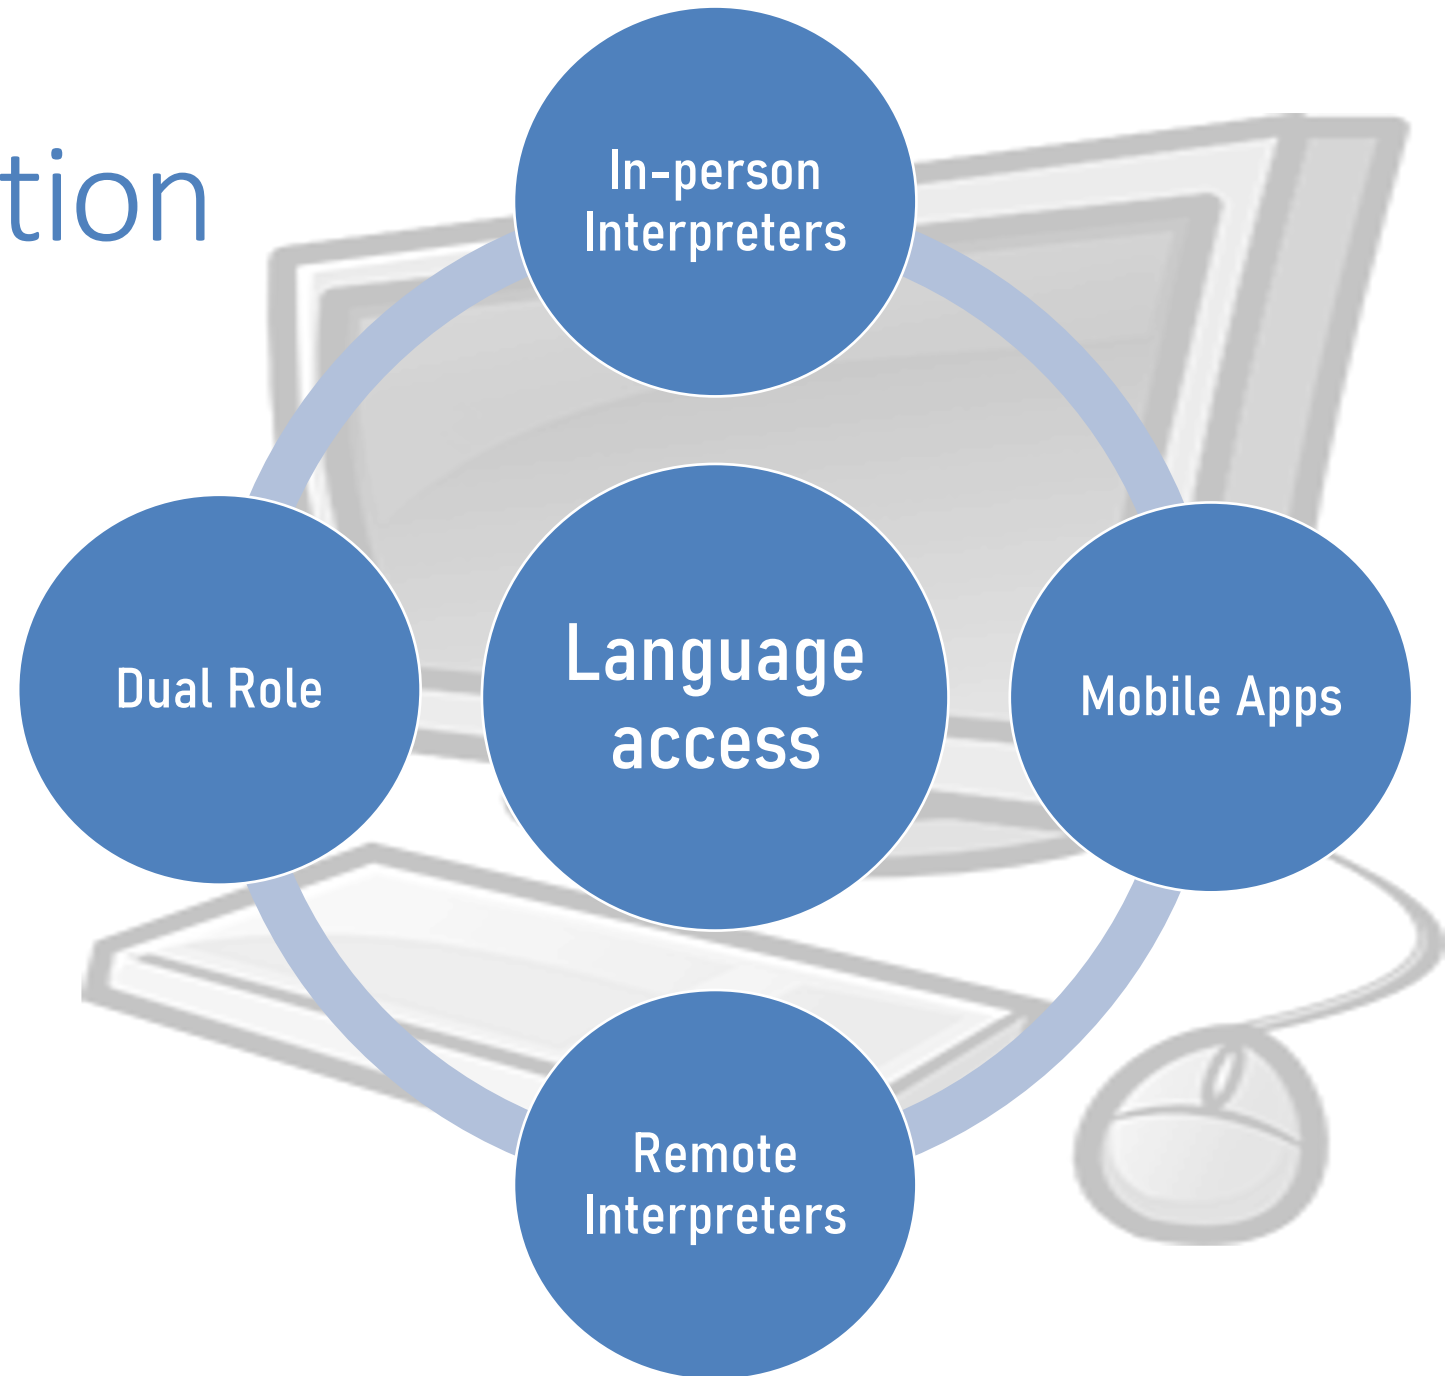 tion
In-person
Interpreters
Dual Role
Language
access
Mobile Apps
Remote
Interpreters